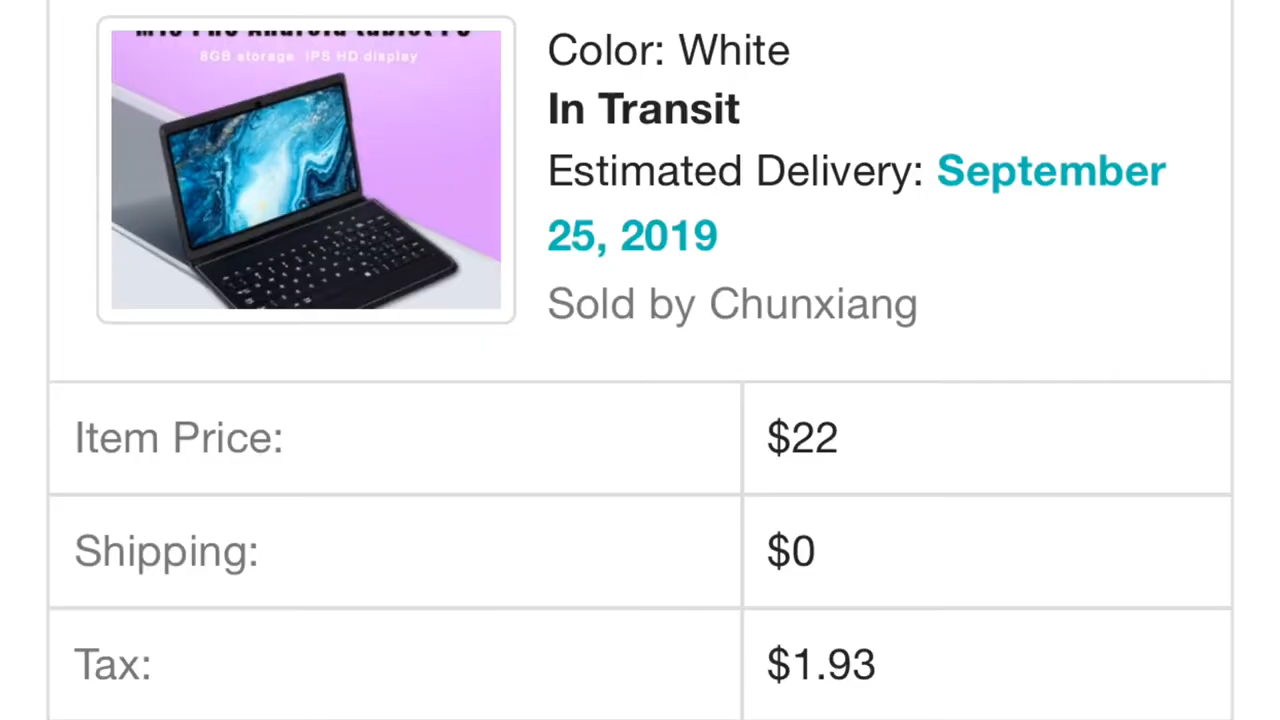 8GB storage IPS HD display
Color: White
In Transit
Estimated Delivery: September
25, 2019
Sold by Chunxiang
Item Price:
$22
Shipping:
$0
Tax:
$1.93